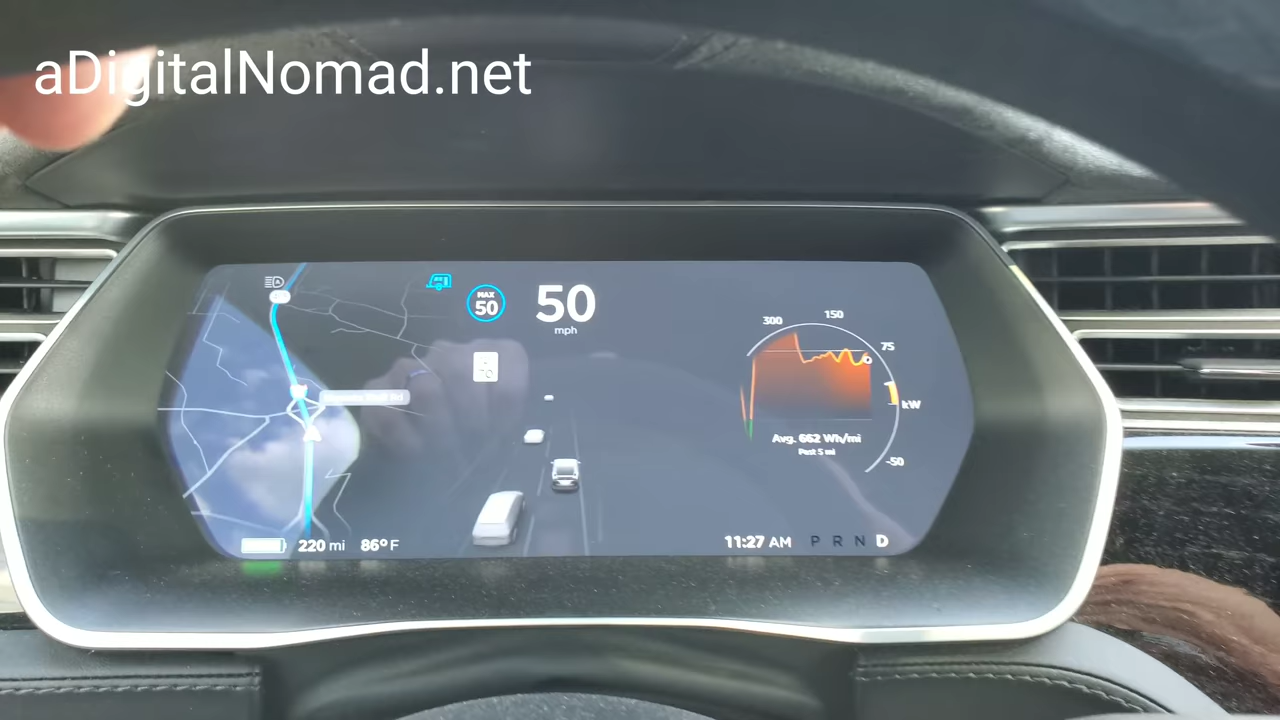 aDigitalNomad.net
MAX
50
50
mph
300
150
75
kW
-50
Avg. 662 Wh/mi
Past 5 mi
220 mi
86°F
11:27 AM
P R N D